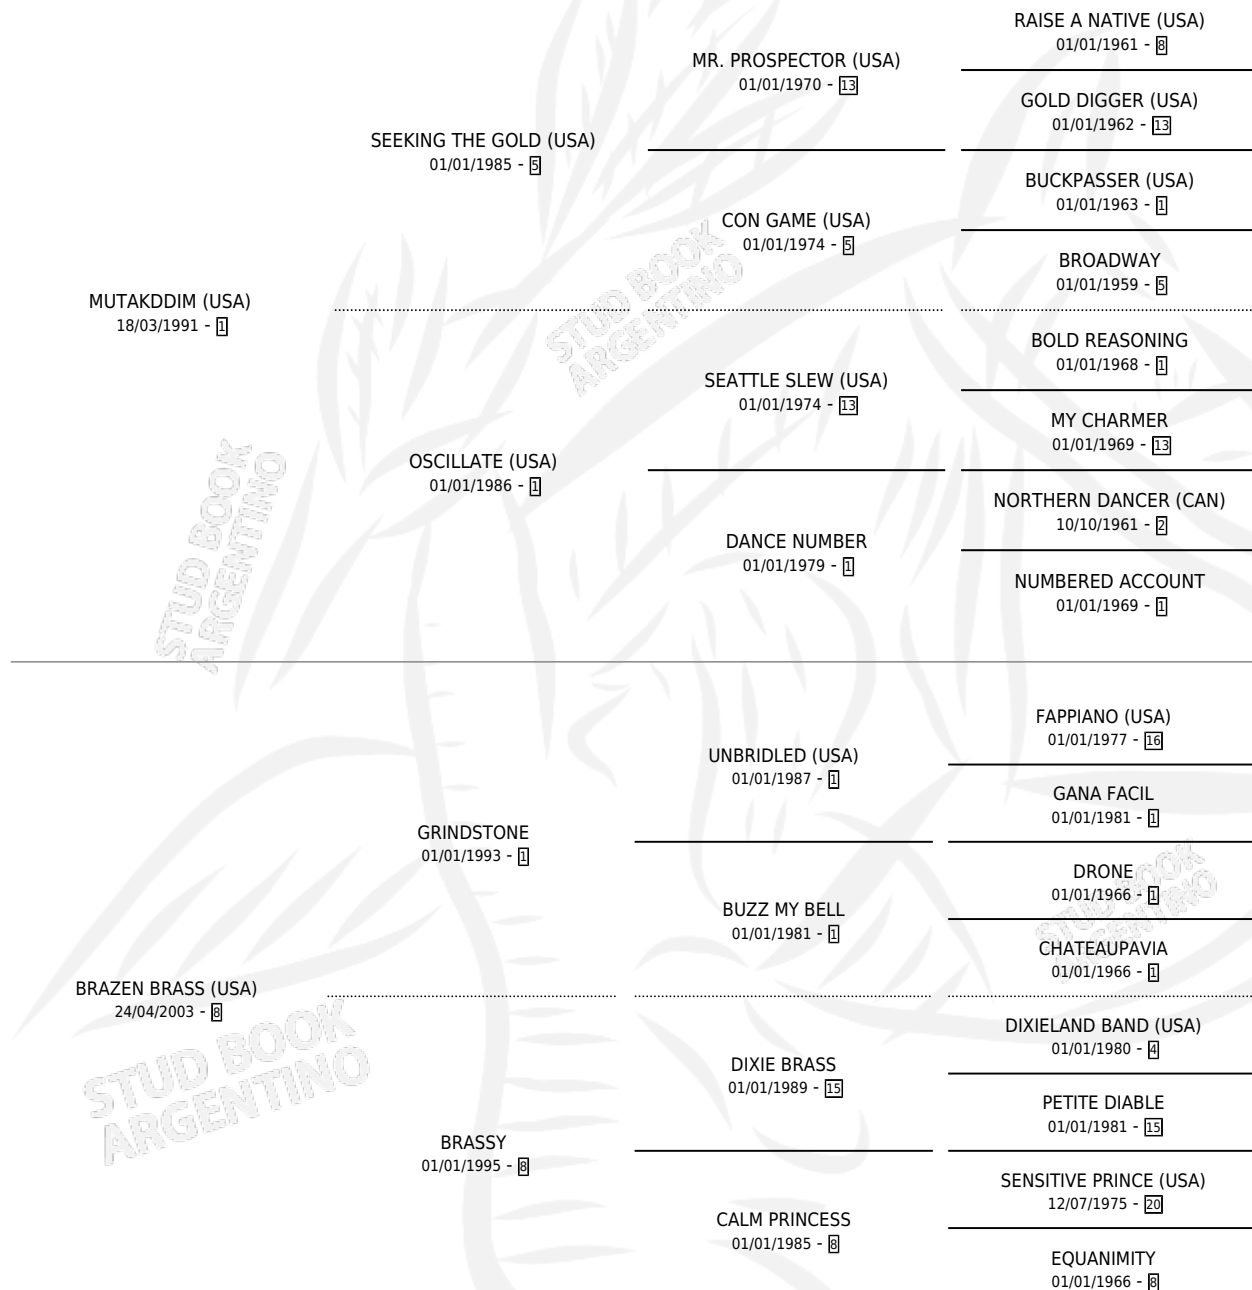 RAISE A NATIVE (USA)
01/01/1961 - 8
MR. PROSPECTOR (USA)
01/01/1970 - 13
GOLD DIGGER (USA)
01/01/1962 - 13
SEEKING THE GOLD (USA)
01/01/1985 - 5
BUCKPASSER (USA)
01/01/1963 - 1
CON GAME (USA)
01/01/1974 - 5
BROADWAY
01/01/1959 - 5
MUTAKDDIM (USA)
18/03/1991 - 1
BOLD REASONING
01/01/1968 - 1
SEATTLE SLEW (USA)
01/01/1974 - 13
MY CHARMER
01/01/1969 - 13
OSCILLATE (USA)
01/01/1986 - 1
NORTHERN DANCER (CAN)
10/10/1961 - 2
DANCE NUMBER
01/01/1979 - 1
NUMBERED ACCOUNT
01/01/1969 - 1
FAPPIANO (USA)
01/01/1977 - 16
UNBRIDLED (USA)
01/01/1987 - 1
GANA FACIL
01/01/1981 - 1
GRINDSTONE
01/01/1993 - 1
DRONE
01/01/1966 - 1
BUZZ MY BELL
01/01/1981 - 1
CHATEAUPAVIA
01/01/1966 - 1
BRAZEN BRASS (USA)
24/04/2003 - 8
DIXIELAND BAND (USA)
01/01/1980 - 4
DIXIE BRASS
01/01/1989 - 15
PETITE DIABLE
01/01/1981 - 15
BRASSY
01/01/1995 - 8
SENSITIVE PRINCE (USA)
12/07/1975 - 20
CALM PRINCESS
01/01/1985 - 8
EQUANIMITY
01/01/1966 - 8
STUD BOOK
ARGENTINO
STUD BOOK
ARGENTINO
STUD BOOK
ARGENTINO
STUD BOOK
ARGENTINO